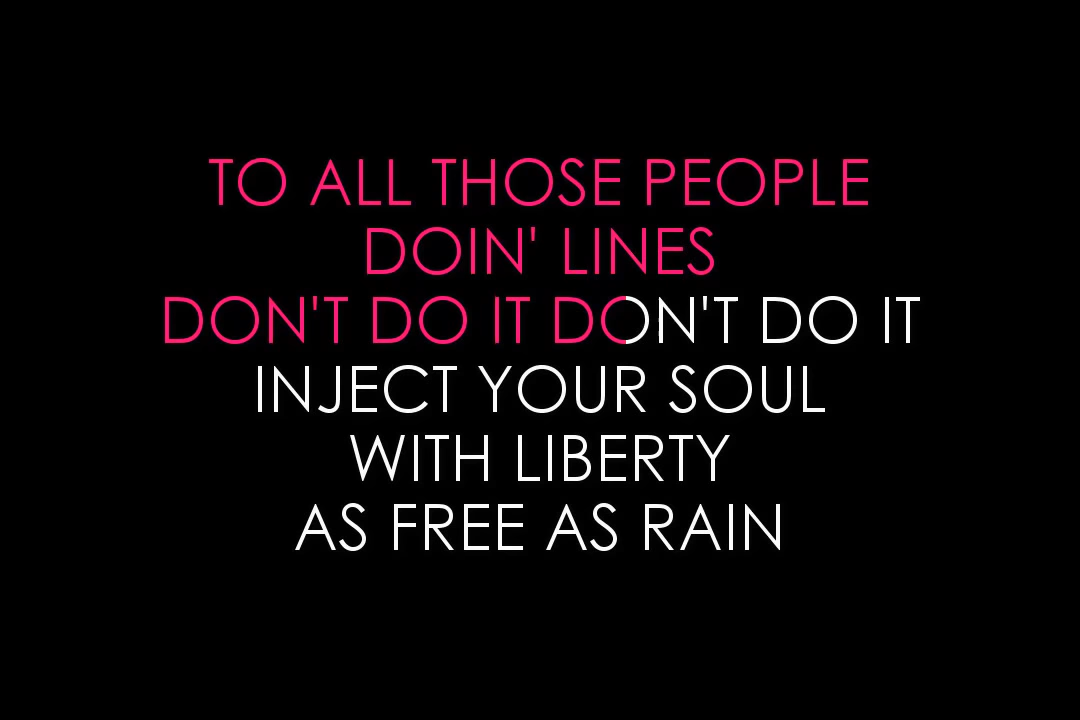 TO ALL THOSE PEOPLE
DOIN' LINES
DON'T DO IT DON'T DO IT
INJECT YOUR SOUL
WITH LIBERTY
AS FREE AS RAIN